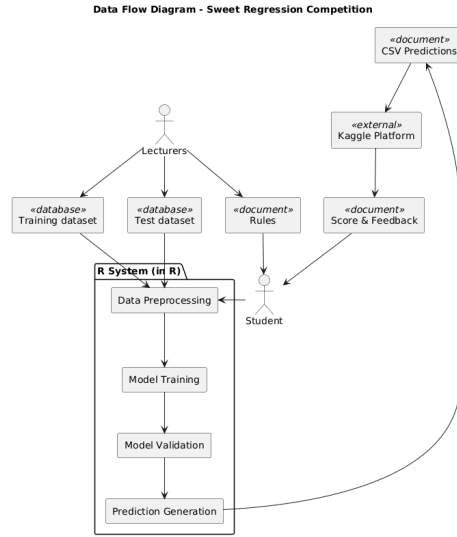 Data Flow Diagram - Sweet Regression Competition
«document»
CSV Predictions
«external»
Kaggle Platform
Lecturers
«database»
Training dataset
«database»
Test dataset
«document»
Rules
«document»
Score & Feedback
R System (in R)
Data Preprocessing
Student
Model Training
Model Validation
Prediction Generation